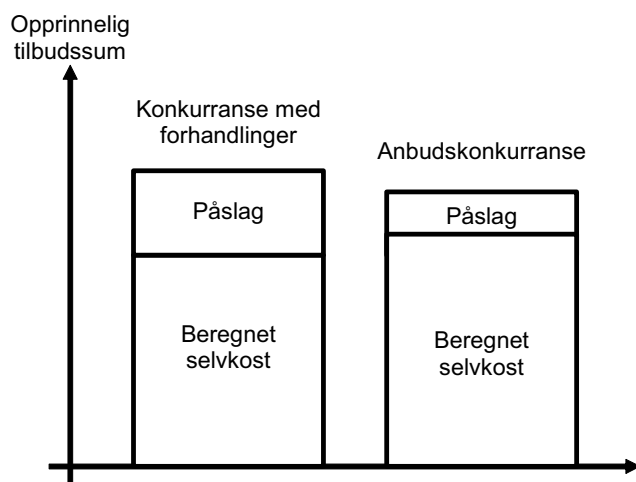 Opprinnelig
tilbudssum
Konkurranse med
forhandlinger
Anbudskonkurranse
Påslag
Påslag
Beregnet
selvkost
Beregnet
selvkost